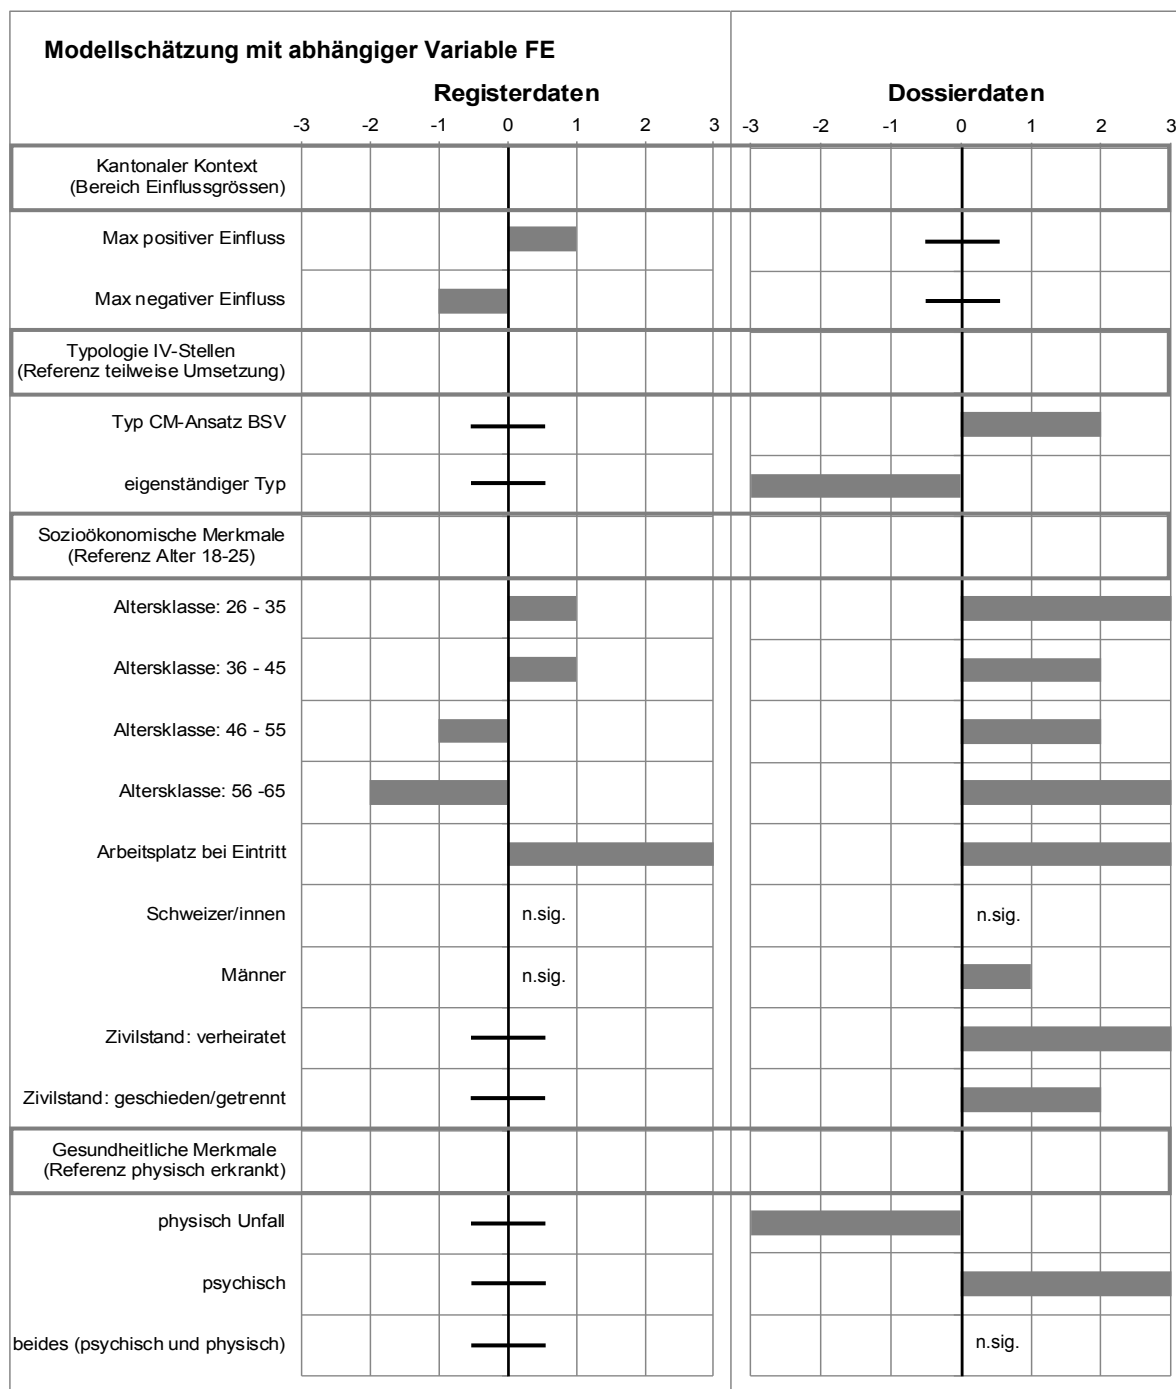 Modellschätzung mit abhängiger Variable FE
Registerdaten
Dossierdaten
-3 -2 -1 0 1 2 3 -3 -2 -1 0 1 2 3
Kantonaler Kontext
(Bereich Einflussgrössen)
Max positiver Einfluss
Max negativer Einfluss
Typologie IV-Stellen
(Referenz teilweise Umsetzung)
Typ CM-Ansatz BSV
eigenständiger Typ
Sozioökonomische Merkmale
(Referenz Alter 18-25)
Altersklasse: 26 - 35
Altersklasse: 36 - 45
Altersklasse: 46 - 55
Altersklasse: 56 -65
Arbeitsplatz bei Eintritt
Schweizer/innen n.sig. n.sig.
Männer n.sig.
Zivilstand: verheiratet
Zivilstand: geschieden/getrennt
Gesundheitliche Merkmale
(Referenz physisch erkrankt)
physisch Unfall
psychisch
beides (psychisch und physisch) n.sig.